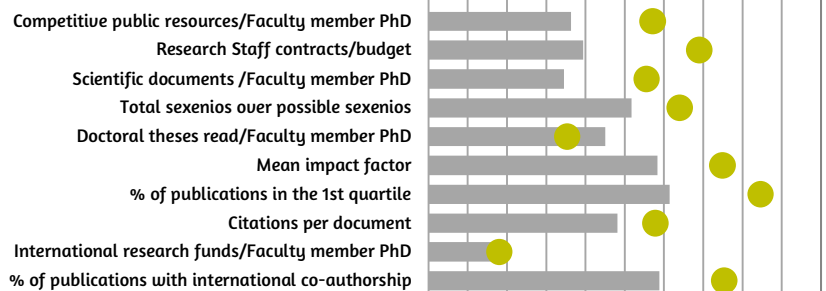 Competitive public resources/Faculty member PhD
Research Staff contracts/budget
Scientific documents /Faculty member PhD
Total sexenios over possible sexenios
Doctoral theses read/Faculty member PhD
Mean impact factor
% of publications in the 1st quartile
Citations per document
International research funds/Faculty member PhD
% of publications with international co-authorship